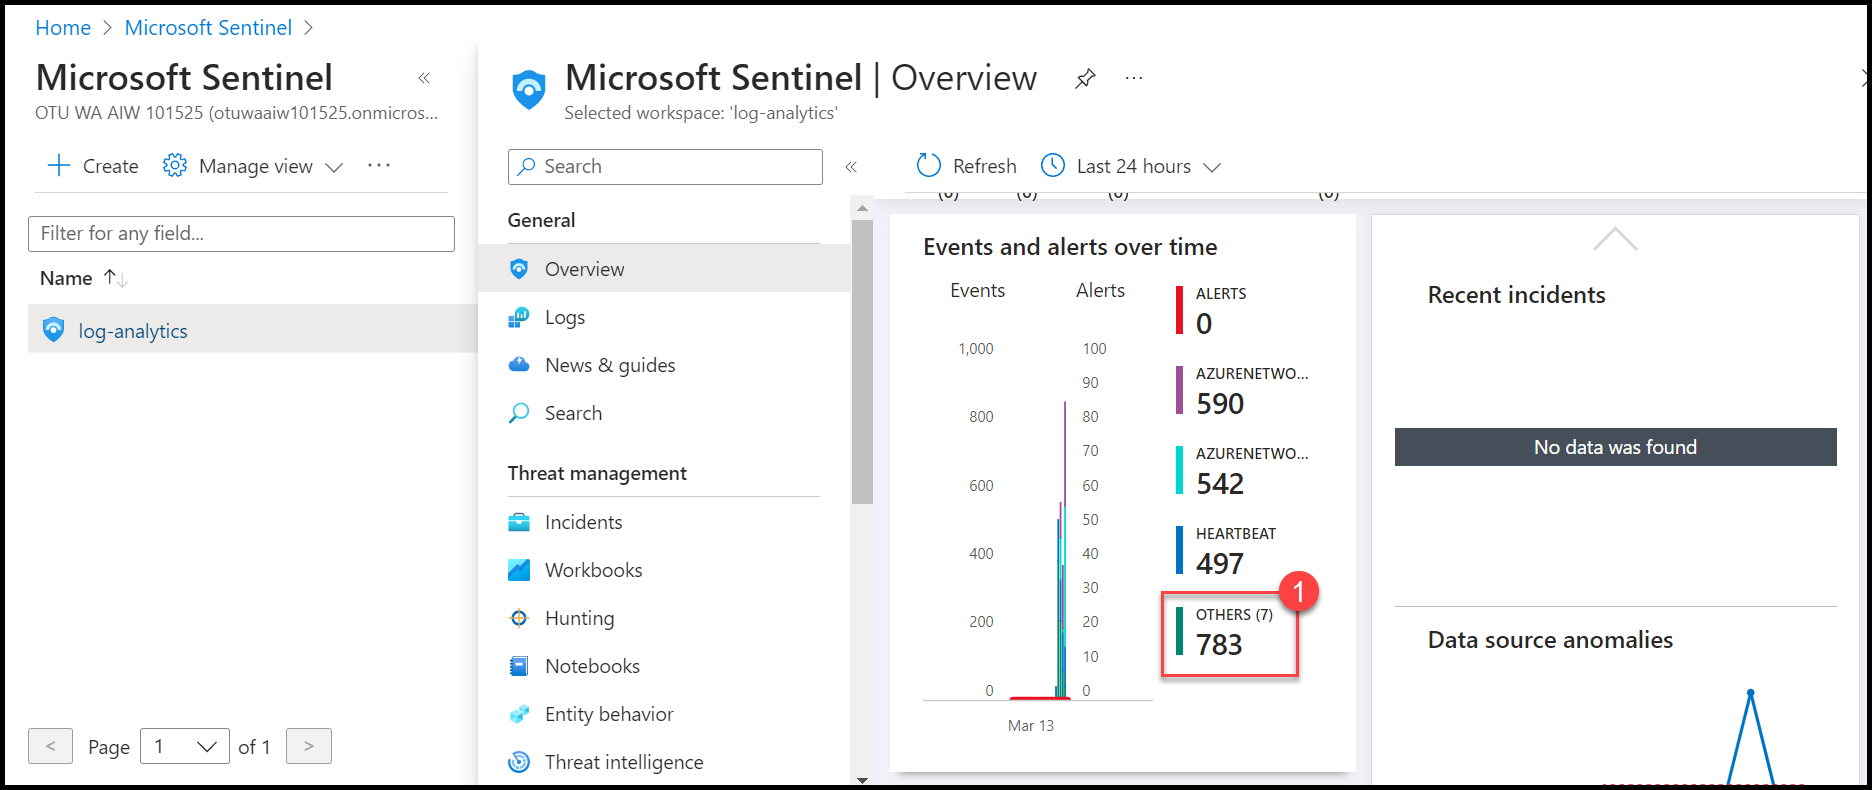 Home > Microsoft Sentinel >
Microsoft Sentinel
«
OTU WA AIW 101525 (otuwaaiw101525.onmicros...
Create
Manage view
...
Filter for any field...
Name
log-analytics
<
Page
1
of 1
>
Microsoft Sentinel | Overview
...
Selected workspace: 'log-analytics'
Search
«
General
Overview
Logs
News & guides
Search
Threat management
Incidents
Workbooks
Hunting
Notebooks
Entity behavior
Threat intelligence
Refresh
Last 24 hours
Events and alerts over time
Events
Alerts
1,000
800
600
400
200
0
100
90
80
70
60
50
40
30
20
10
0
Mar 13
ALERTS
0
AZURENETWO...
590
AZURENETWO...
542
HEARTBEAT
497
1
OTHERS (7)
783
Recent incidents
No data was found
Data source anomalies